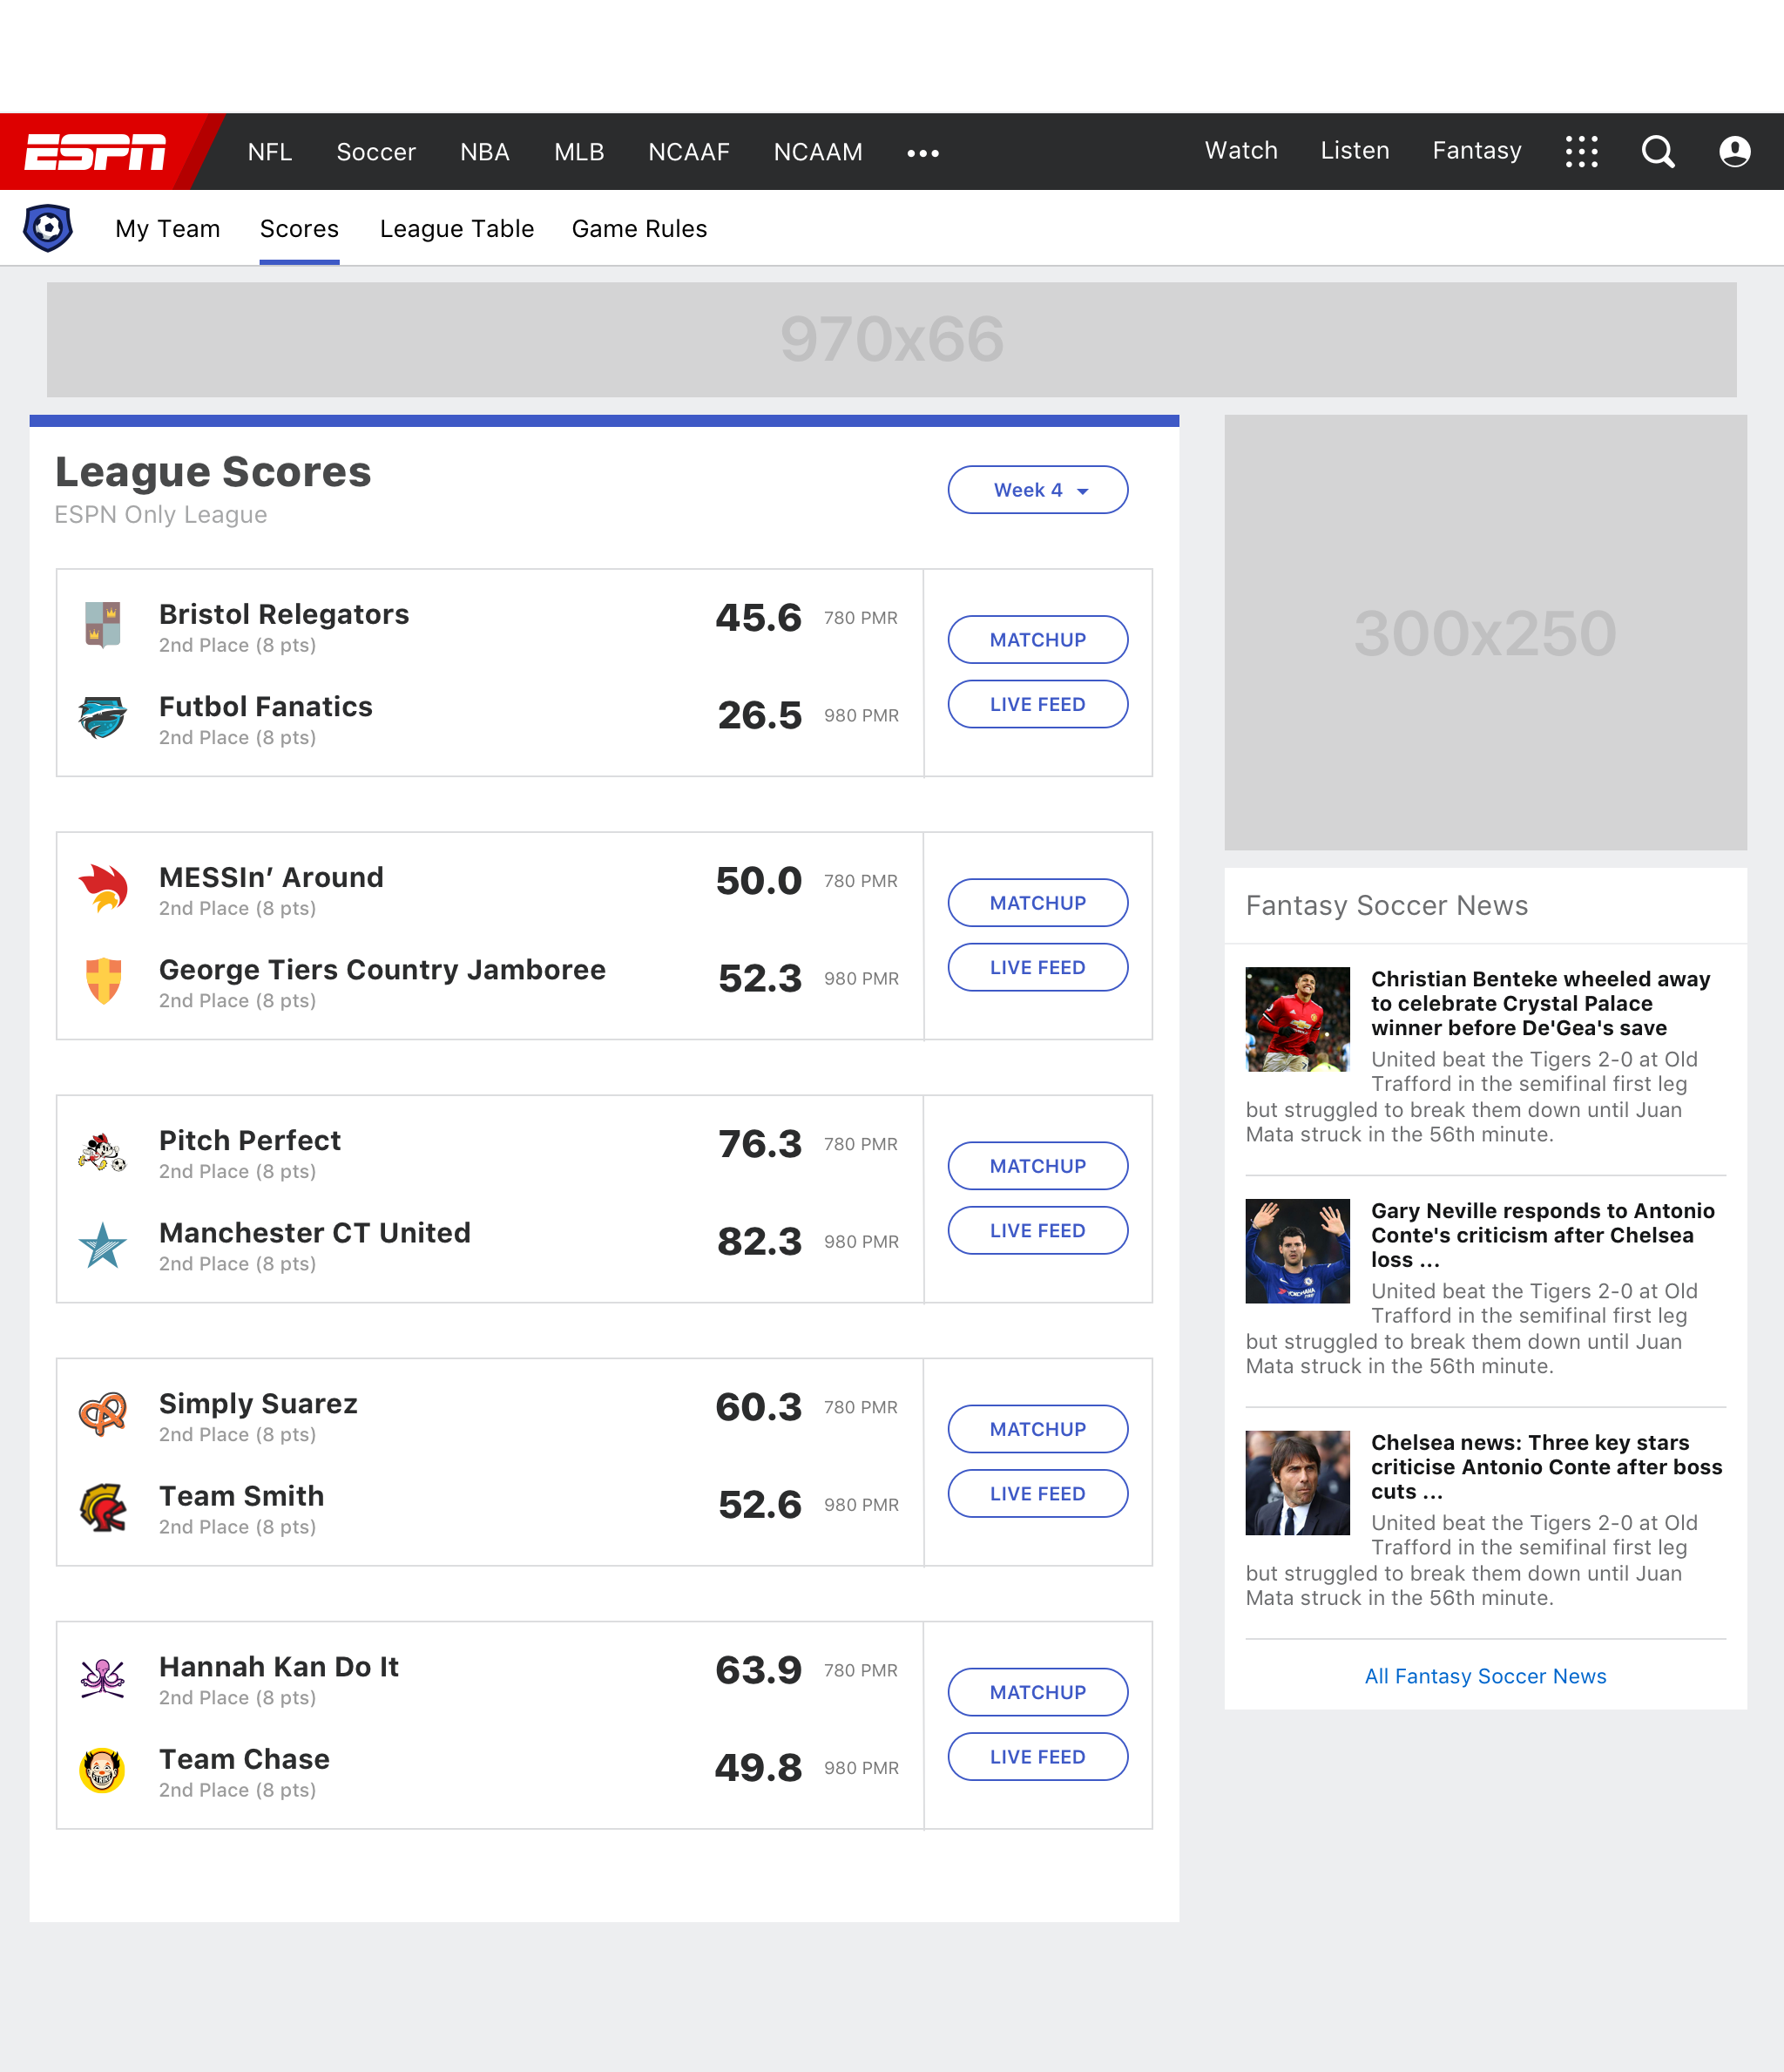 ESPN
NFL Soccer NBA MLB NCAAF NCAAM
Watch Listen Fantasy
My Team Scores League Table Game Rules
970x66
League Scores
ESPN Only League
Week 4
Bristol Relegators
2nd Place (8 pts)
45.6 780 PMR
Futbol Fanatics
2nd Place (8 pts)
26.5 980 PMR
MATCHUP
LIVE FEED
MESSIn’ Around
2nd Place (8 pts)
50.0 780 PMR
George Tiers Country Jamboree
2nd Place (8 pts)
52.3 980 PMR
MATCHUP
LIVE FEED
Pitch Perfect
2nd Place (8 pts)
76.3 780 PMR
Manchester CT United
2nd Place (8 pts)
82.3 980 PMR
MATCHUP
LIVE FEED
Simply Suarez
2nd Place (8 pts)
60.3 780 PMR
Team Smith
2nd Place (8 pts)
52.6 980 PMR
MATCHUP
LIVE FEED
Hannah Kan Do It
2nd Place (8 pts)
63.9 780 PMR
Team Chase
2nd Place (8 pts)
49.8 980 PMR
MATCHUP
LIVE FEED
300x250
Fantasy Soccer News
Christian Benteke wheeled away
to celebrate Crystal Palace
winner before De'Gea's save
United beat the Tigers 2-0 at Old
Trafford in the semifinal first leg
but struggled to break them down until Juan
Mata struck in the 56th minute.
Gary Neville responds to Antonio
Conte's criticism after Chelsea
loss ...
United beat the Tigers 2-0 at Old
Trafford in the semifinal first leg
but struggled to break them down until Juan
Mata struck in the 56th minute.
Chelsea news: Three key stars
criticise Antonio Conte after boss
cuts ...
United beat the Tigers 2-0 at Old
Trafford in the semifinal first leg
but struggled to break them down until Juan
Mata struck in the 56th minute.
All Fantasy Soccer News